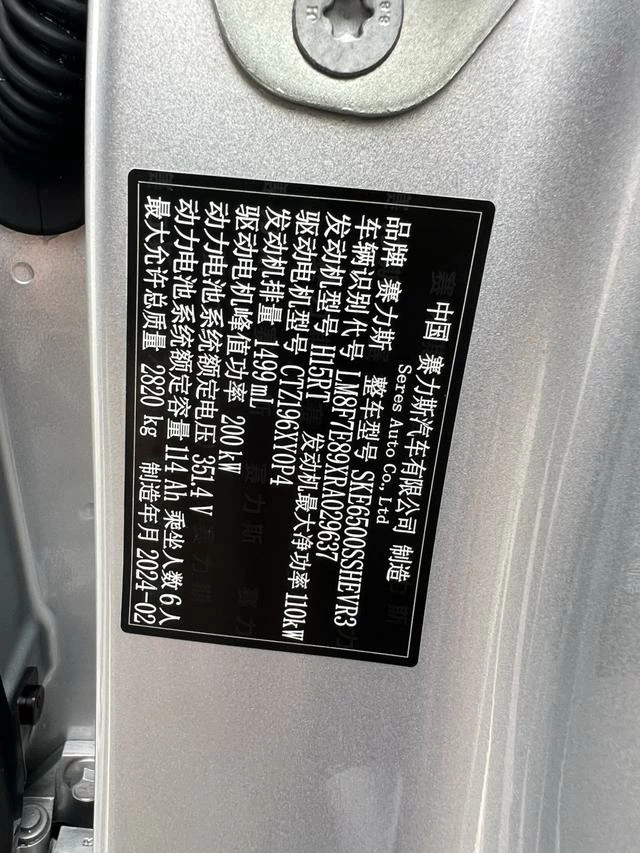 中国 赛力斯汽车有限公司 制造
Seres Auto Co., Ltd
品牌 赛力斯 整车型号 SKE6500SSHEVR3
车辆识别代号 LM8F7E89XRA029637
发动机型号 H15RT 发动机最大净功率 110kW
驱动电机型号 CTZ196XY0P4
发动机排量 1499 mL
驱动电机峰值功率 200 kW
动力电池系统额定电压 351.4 V
动力电池系统额定容量 114 Ah 乘坐人数 6 人
最大允许总质量 2820 kg 制造年月 2024-02